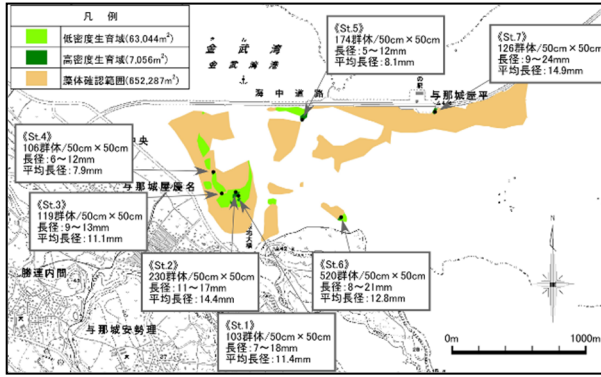 凡 例
低密度生育域(63,044m²)
高密度生育域(7,056m²)
藻体確認範囲(652,287m²)
金 武 湾
金 武 湾 港
海 中 道 路
《St.5》
174群体/50cm×50cm
長径:5～12mm
平均長径:8.1mm
《St.7》
126群体/50cm×50cm
長径:9～24mm
平均長径:14.9mm
与那城屋平
《St.4》
106群体/50cm×50cm
長径:6～12mm
平均長径:7.9mm
中央
与那城屋慶名
《St.3》
119群体/50cm×50cm
長径:9～13mm
平均長径:11.1mm
勝連内間
《St.2》
230群体/50cm×50cm
長径:11～17mm
平均長径:14.4mm
《St.6》
520群体/50cm×50cm
長径:8～21mm
平均長径:12.8mm
与那城安勢理
《St.1》
103群体/50cm×50cm
長径:7～18mm
平均長径:11.4mm
N
0m 1000m